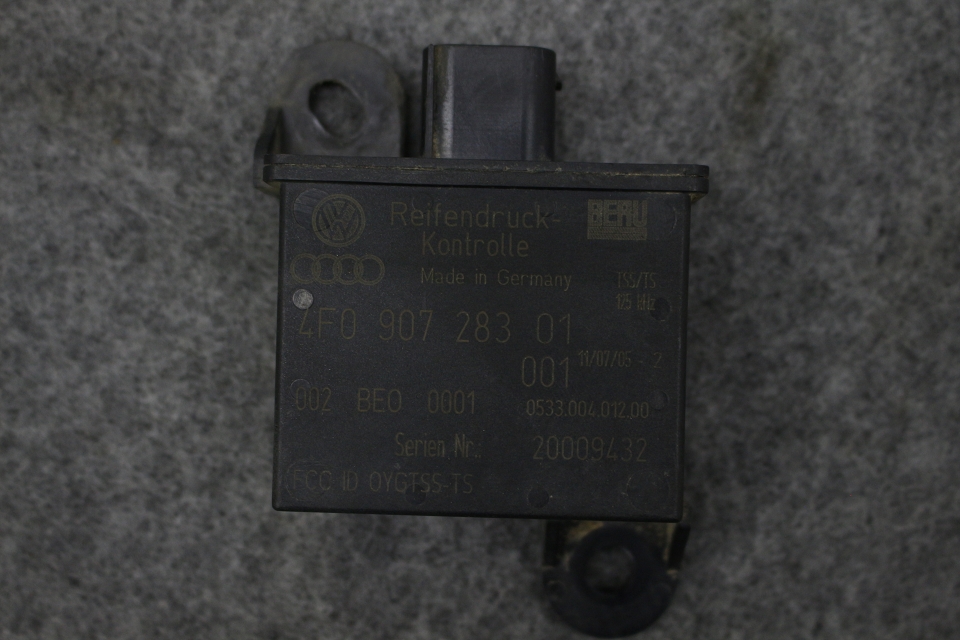 Reifendruck-
Kontrolle
BERU
Made in Germany
TSS/TS
125 kHz
4F0 907 283 01
001 11/07/05 - 2
002 BEO 0001 0533.004.012.00
Serien Nr.: 20009432
FCC ID OYGTSS-TS